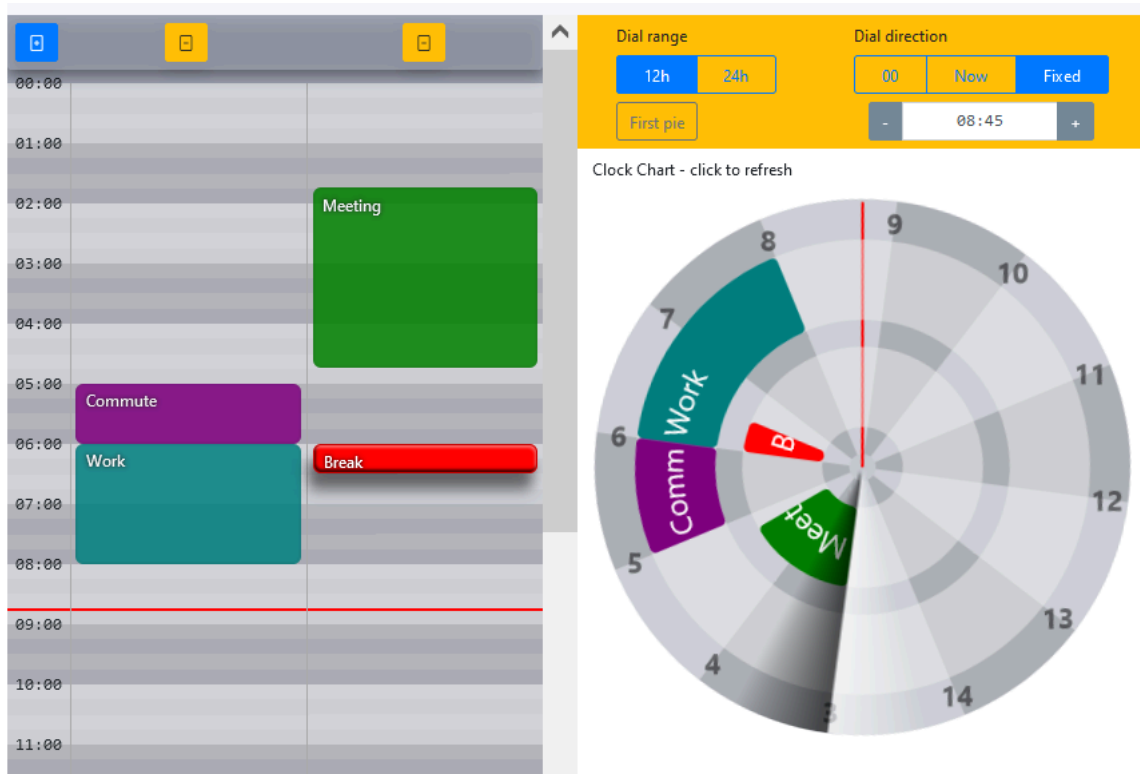 Dial range
Dial direction
12h
24h
00
Now
Fixed
First pie
-
08:45
+
Clock Chart - click to refresh
00:00
01:00
02:00
03:00
04:00
05:00
06:00
07:00
08:00
09:00
10:00
11:00
Meeting
Commute
Work
Break
9
10
11
12
13
14
3
4
5
6
7
8
Work
Comm
B
Meet